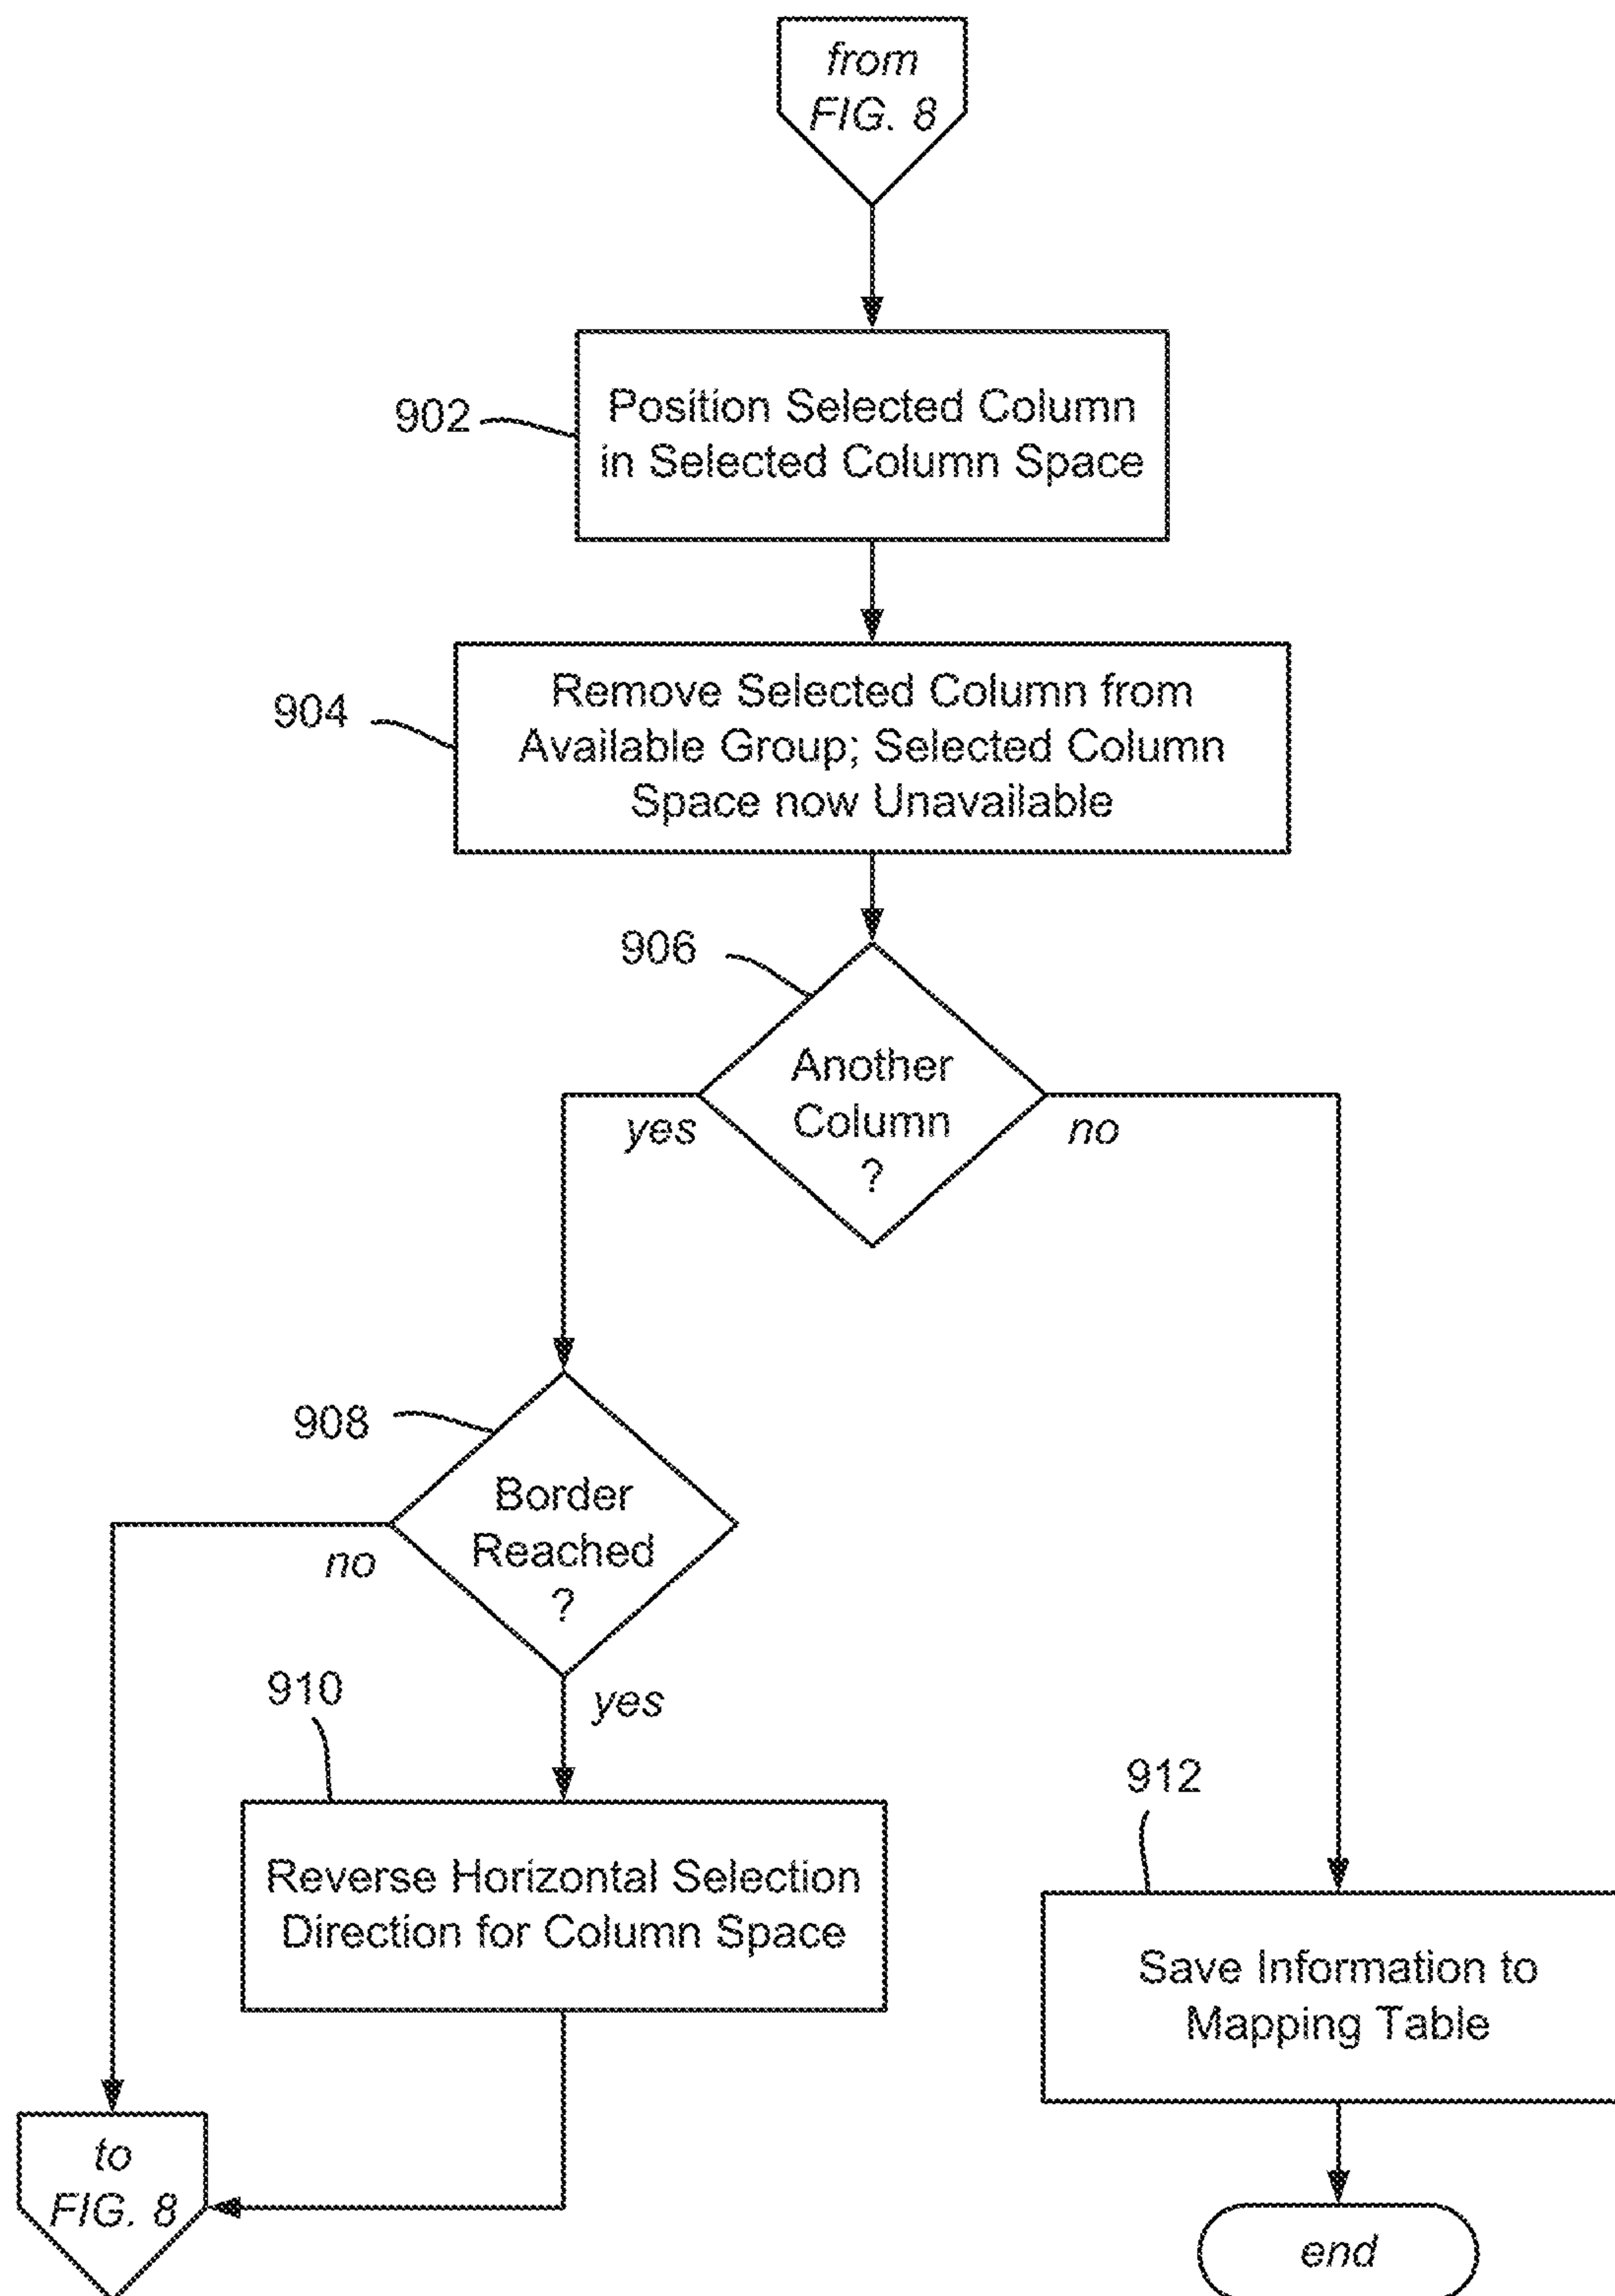 from
FIG. 8
902
Position Selected Column
in Selected Column Space
904
Remove Selected Column from
Available Group; Selected Column
Space now Unavailable
906
Another
Column
?
yes
no
908
Border
Reached
?
no
yes
910
Reverse Horizontal Selection
Direction for Column Space
912
Save Information to
Mapping Table
to
FIG. 8
end